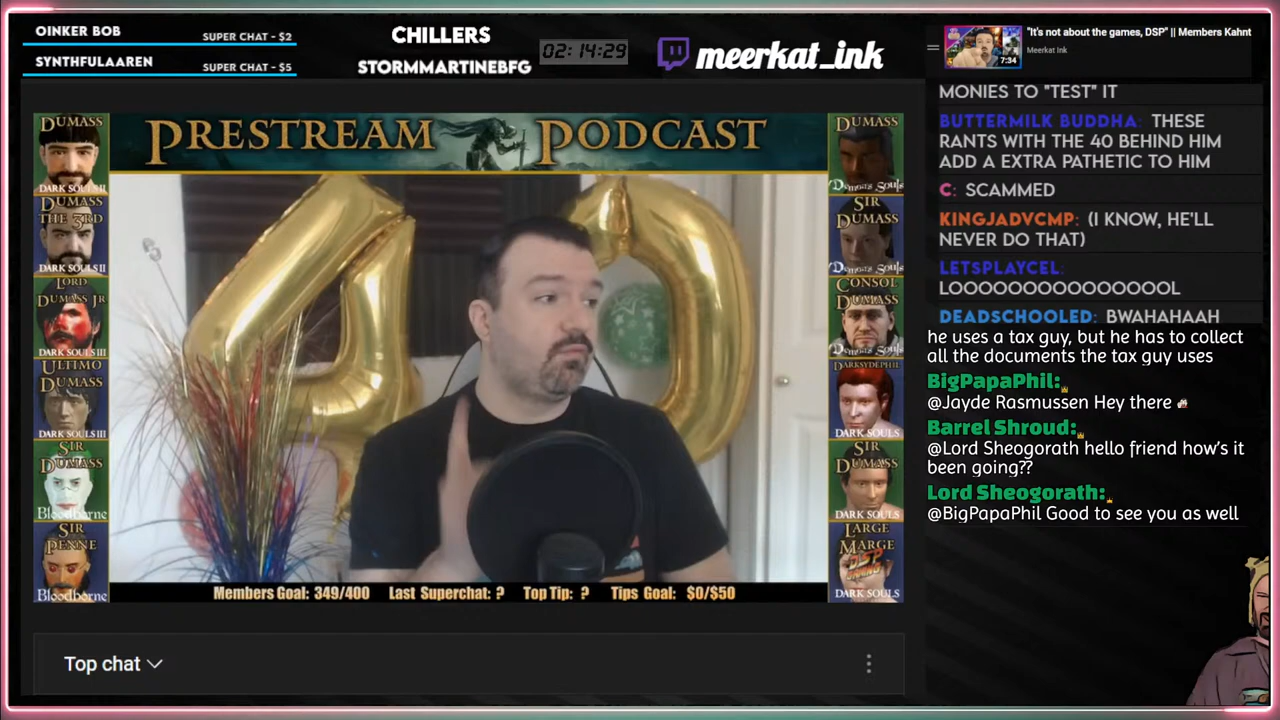 OINKER BOB
SUPER CHAT - $2
SYNTHFULAAREN
SUPER CHAT - $5
CHILLERS
STORMMARTINEBFG
02:14:29
meerkat_ink
"It's not about the games, DSP" || Members Kahnt
Meerkat Ink
7:34
PRESTREAM PODCAST
DUMASS
DARK SOULS II
DUMASS
THE 3RD
DARK SOULS II
LORD
DUMASS JR
DARK SOULS III
ULTIMO
DUMASS
DARK SOULS III
SIR
DUMASS
Bloodborne
SIR
PENNE
Bloodborne
DUMASS
Demon's Souls
SIR
DUMASS
Demon's Souls
CONSOL
DUMASS
Demon's Souls
DARKSYDEPHIL
DARK SOULS
SIR
DUMASS
DARK SOULS
LARGE
MARGE
DSP
GAMING
DARK SOULS
Members Goal: 349/400 Last Superchat: ? Top Tip: ? Tips Goal: $0/$50
Top chat
MONIES TO "TEST" IT
BUTTERMILK BUDDHA: THESE
RANTS WITH THE 40 BEHIND HIM
ADD A EXTRA PATHETIC TO HIM
C: SCAMMED
KINGJADVCMP: (I KNOW, HE'LL
NEVER DO THAT)
LETSPLAYCEL:
LOOOOOOOOOOOOOOOL
DEADSCHOOLED: BWAHAHAAH
he uses a tax guy, but he has to collect
all the documents the tax guy uses
BigPapaPhil:
@Jayde Rasmussen Hey there
Barrel Shroud:
@Lord Sheogorath hello friend how's it
been going??
Lord Sheogorath:
@BigPapaPhil Good to see you as well